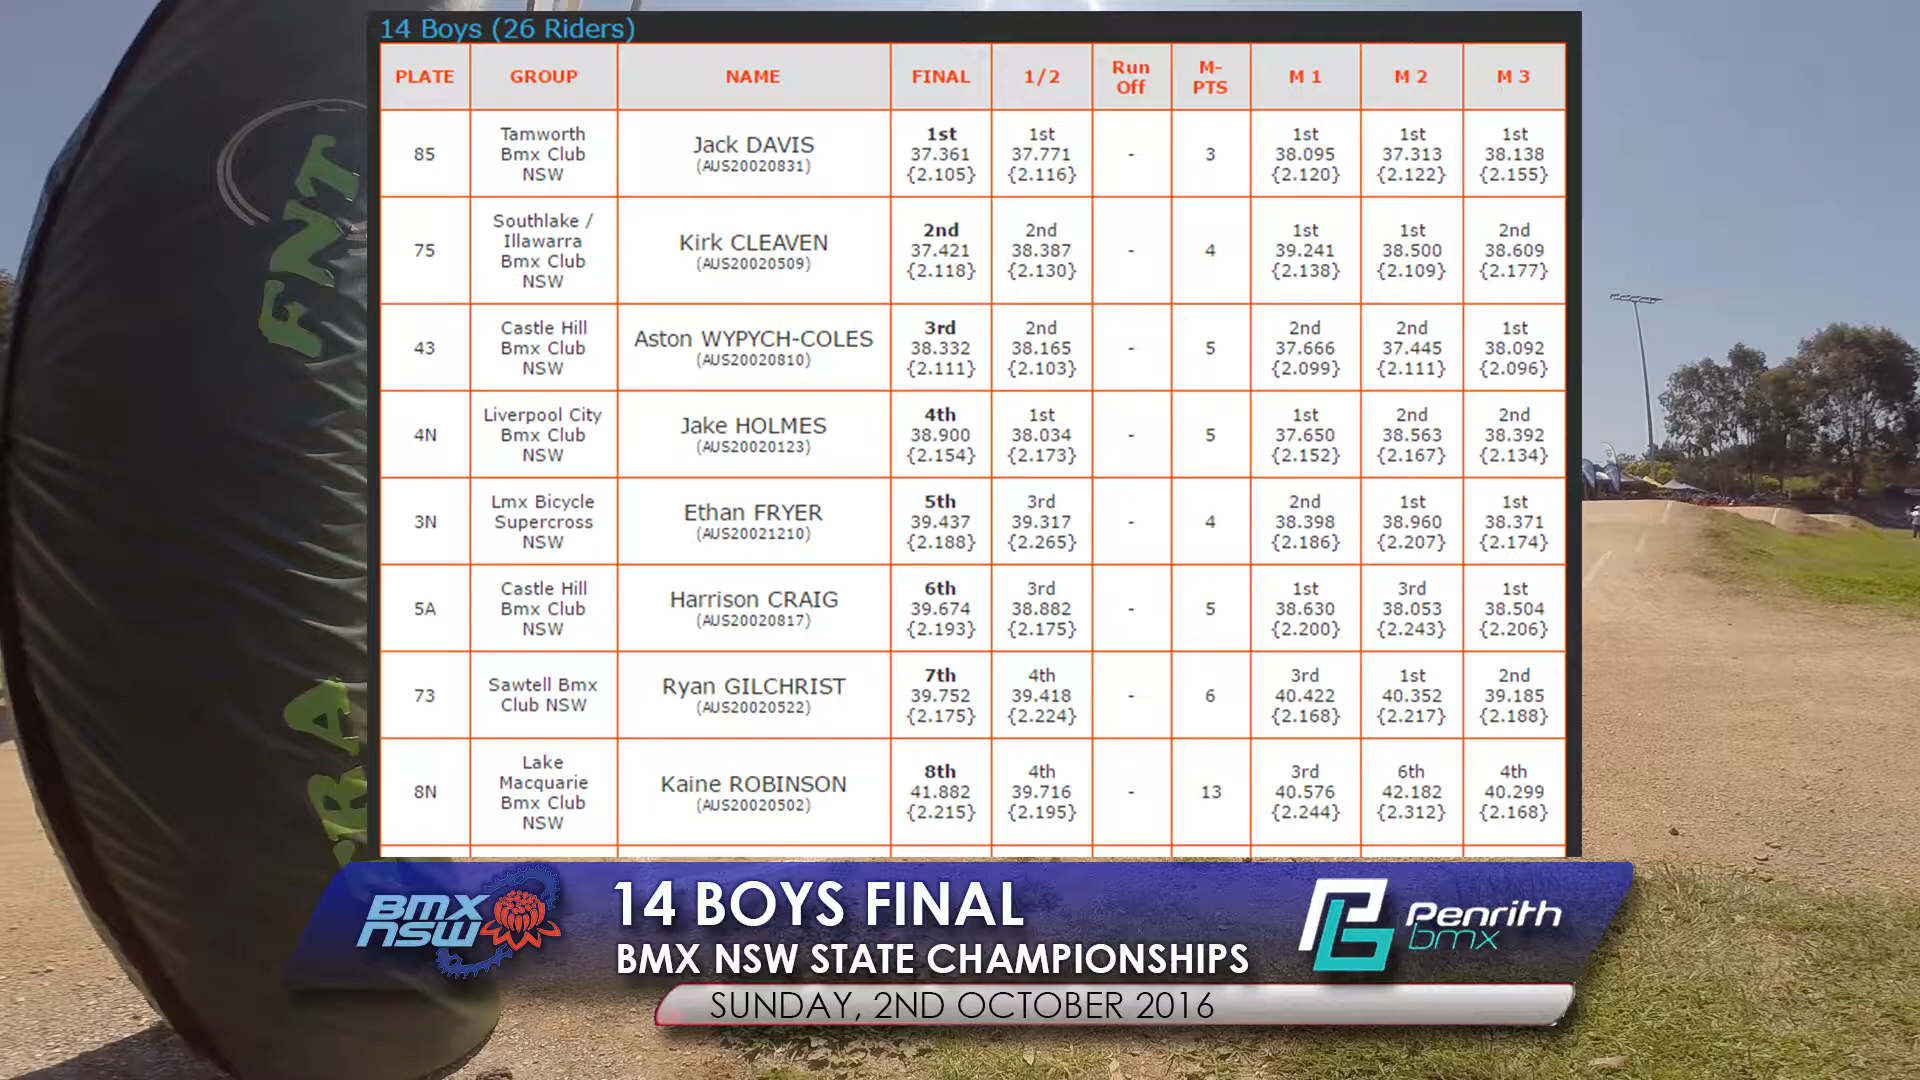 14 Boys (26 Riders)
PLATE GROUP NAME FINAL 1/2 Run Off M-PTS M 1 M 2 M 3
85 Tamworth Bmx Club NSW Jack DAVIS (AUS20020831) 1st 37.361 {2.105} 1st 37.771 {2.116} - 3 1st 38.095 {2.120} 1st 37.313 {2.122} 1st 38.138 {2.155}
75 Southlake / Illawarra Bmx Club NSW Kirk CLEAVEN (AUS20020509) 2nd 37.421 {2.118} 2nd 38.387 {2.130} - 4 1st 39.241 {2.138} 1st 38.500 {2.109} 2nd 38.609 {2.177}
43 Castle Hill Bmx Club NSW Aston WYPYCH-COLES (AUS20020810) 3rd 38.332 {2.111} 2nd 38.165 {2.103} - 5 2nd 37.666 {2.099} 2nd 37.445 {2.111} 1st 38.092 {2.096}
4N Liverpool City Bmx Club NSW Jake HOLMES (AUS20020123) 4th 38.900 {2.154} 1st 38.034 {2.173} - 5 1st 37.650 {2.152} 2nd 38.563 {2.167} 2nd 38.392 {2.134}
3N Lmx Bicycle Supercross NSW Ethan FRYER (AUS20021210) 5th 39.437 {2.188} 3rd 39.317 {2.265} - 4 2nd 38.398 {2.186} 1st 38.960 {2.207} 1st 38.371 {2.174}
5A Castle Hill Bmx Club NSW Harrison CRAIG (AUS20020817) 6th 39.674 {2.193} 3rd 38.882 {2.175} - 5 1st 38.630 {2.200} 3rd 38.053 {2.243} 1st 38.504 {2.206}
73 Sawtell Bmx Club NSW Ryan GILCHRIST (AUS20020522) 7th 39.752 {2.175} 4th 39.418 {2.224} - 6 3rd 40.422 {2.168} 1st 40.352 {2.217} 2nd 39.185 {2.188}
8N Lake Macquarie Bmx Club NSW Kaine ROBINSON (AUS20020502) 8th 41.882 {2.215} 4th 39.716 {2.195} - 13 3rd 40.576 {2.244} 6th 42.182 {2.312} 4th 40.299 {2.168}
FNT
RA
BMX
NSW
14 BOYS FINAL
BMX NSW STATE CHAMPIONSHIPS
Penrith
bmx
SUNDAY, 2ND OCTOBER 2016